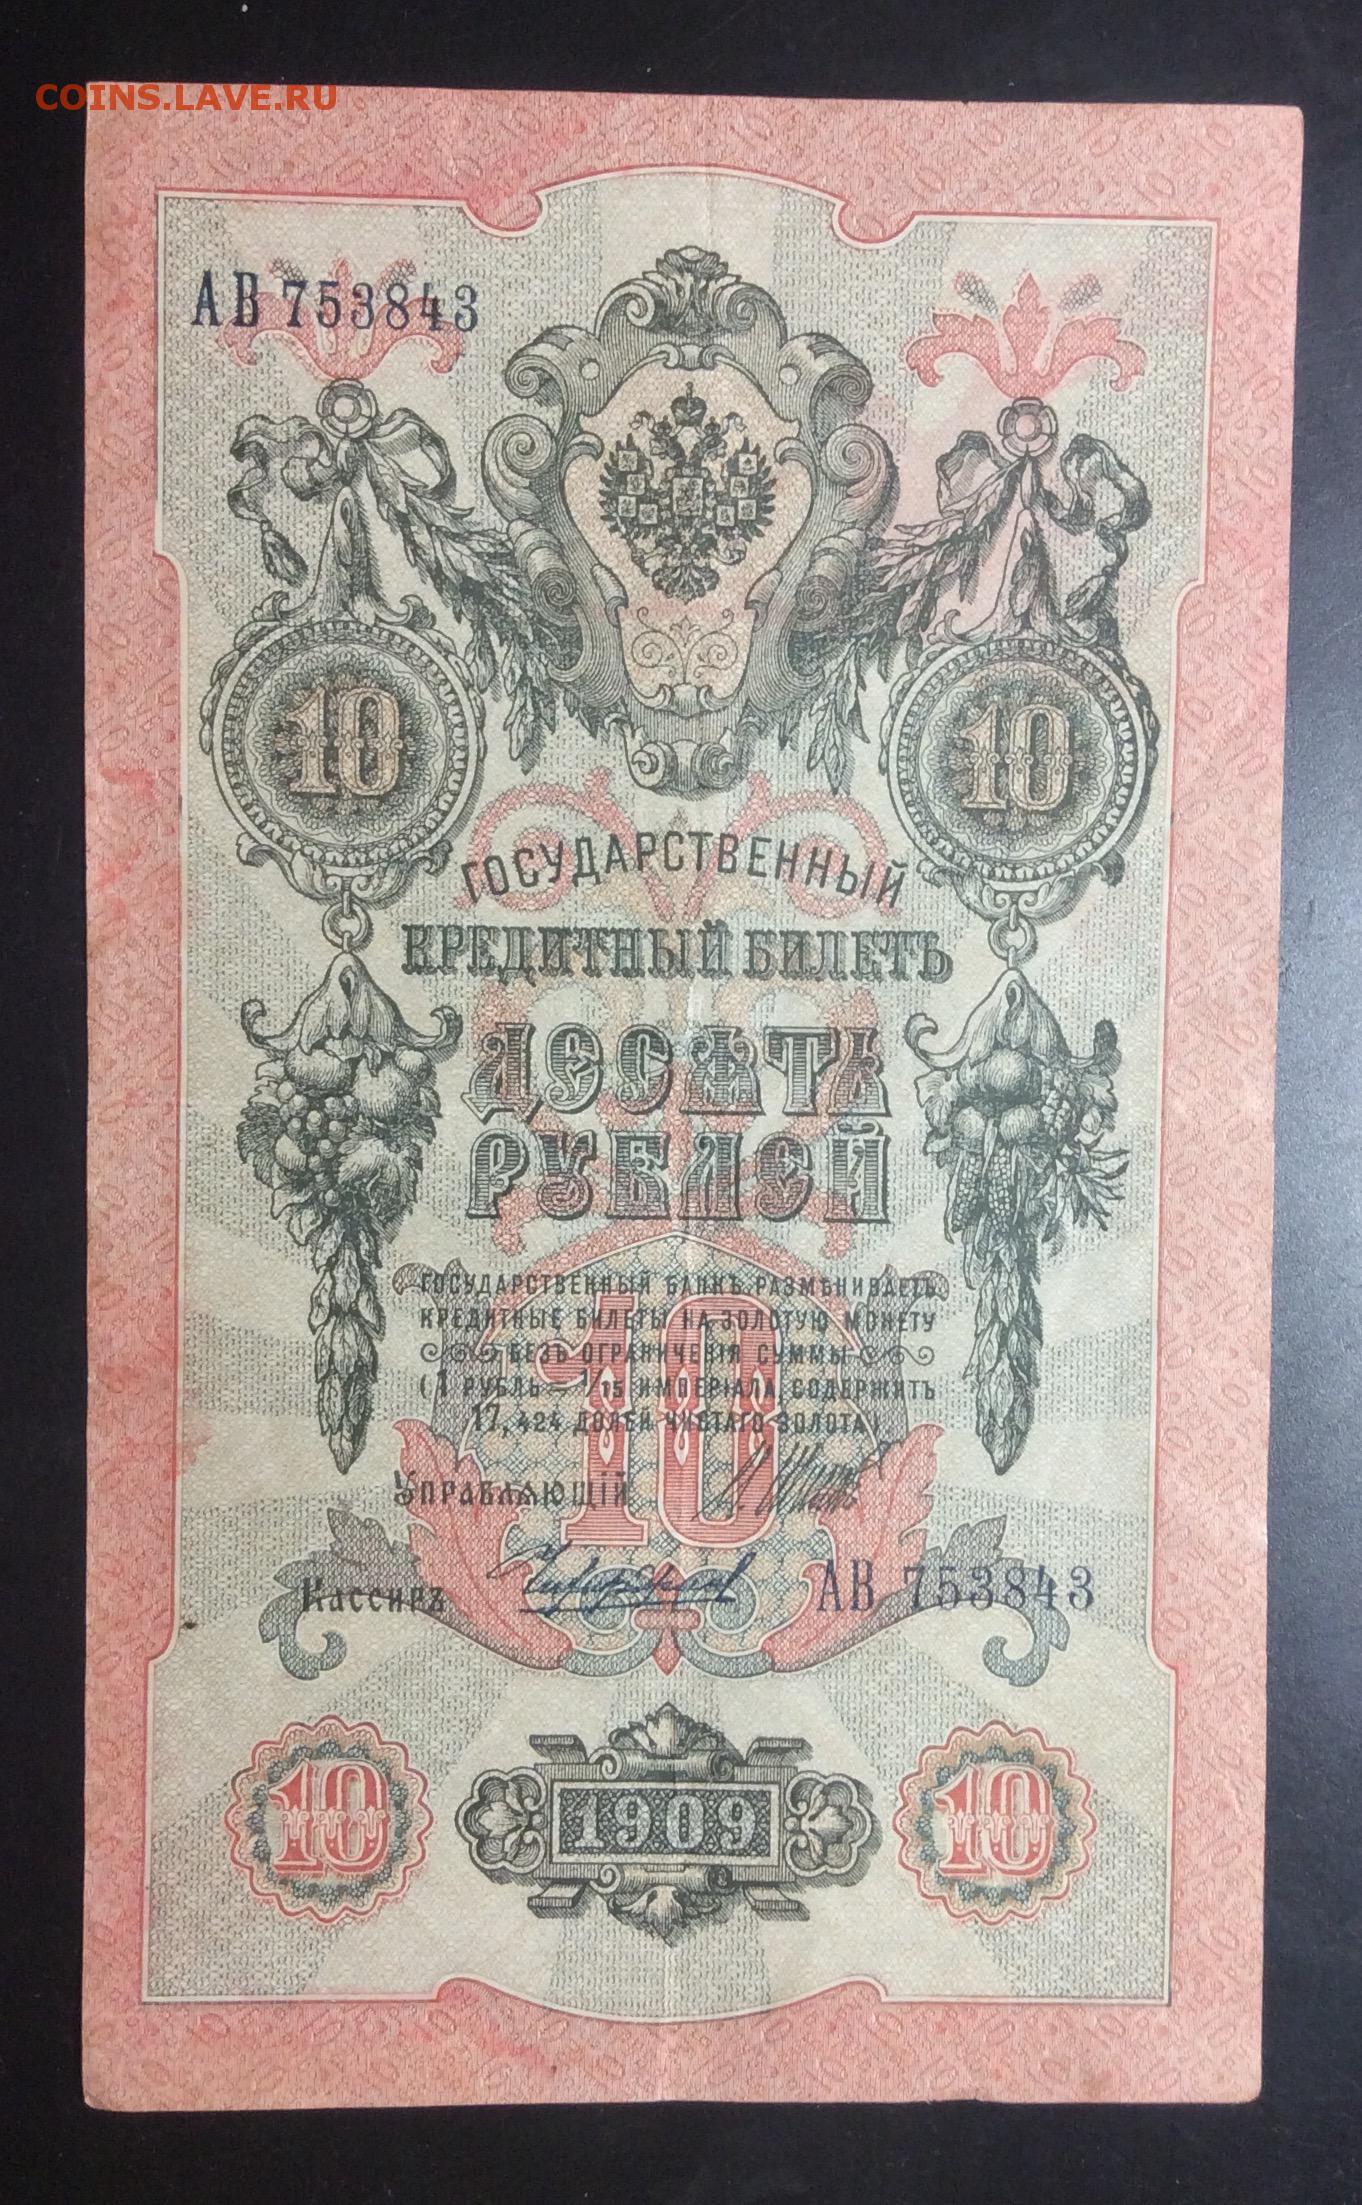 COINS.LAVE.RU
АВ 753843
10 10
ГОСУДАРСТВЕННЫЙ
КРЕДИТНЫЙ БИЛЕТЪ
ДЕСѦТЬ
РУБЛЕЙ
ГОСУДАРСТВЕННЫЙ БАНКЪ РАЗМѢНИВАЕТЪ
КРЕДИТНЫЕ БИЛЕТЫ НА ЗОЛОТУЮ МОНЕТУ
БЕЗЪ ОГРАНИЧЕНІЯ СУММЫ
(1 РУБЛЬ = 1/15 ИМПЕРІАЛА, СОДЕРЖИТЪ
17,424 ДОЛЕЙ ЧИСТАГО ЗОЛОТА)
10
УПРАВЛѦЮЩІЙ
Кассиръ АВ 753843
10 1909 10